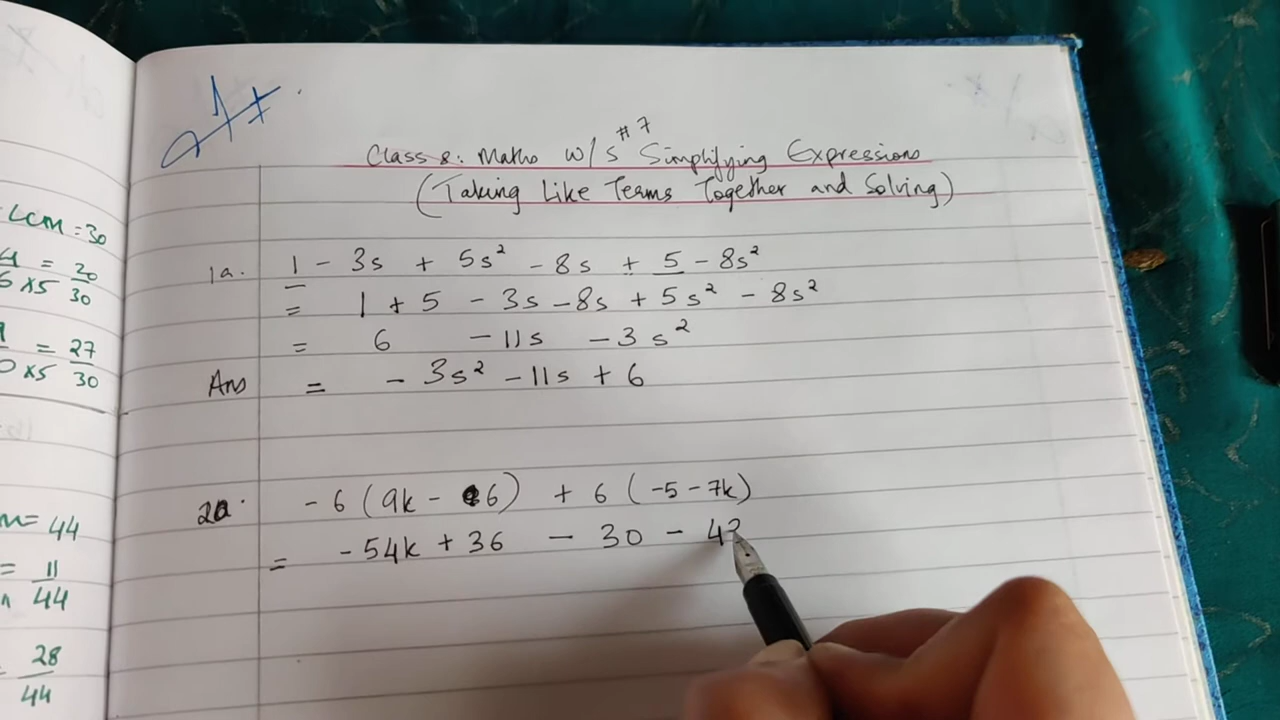 LCM = 30
= 20/30
×5
= 27/30
×5
= 44
= 11/44
28/44
A+
#7
Class 8: Maths W/S Simplifying Expressions
(Taking Like Terms Together and Solving)
1a. 1 - 3s + 5s² - 8s + 5 - 8s²
= 1 + 5 - 3s - 8s + 5s² - 8s²
= 6 - 11s - 3s²
Ans = - 3s² - 11s + 6
2a. - 6 (9k - 6) + 6 (-5 - 7k)
= - 54k + 36 - 30 - 42